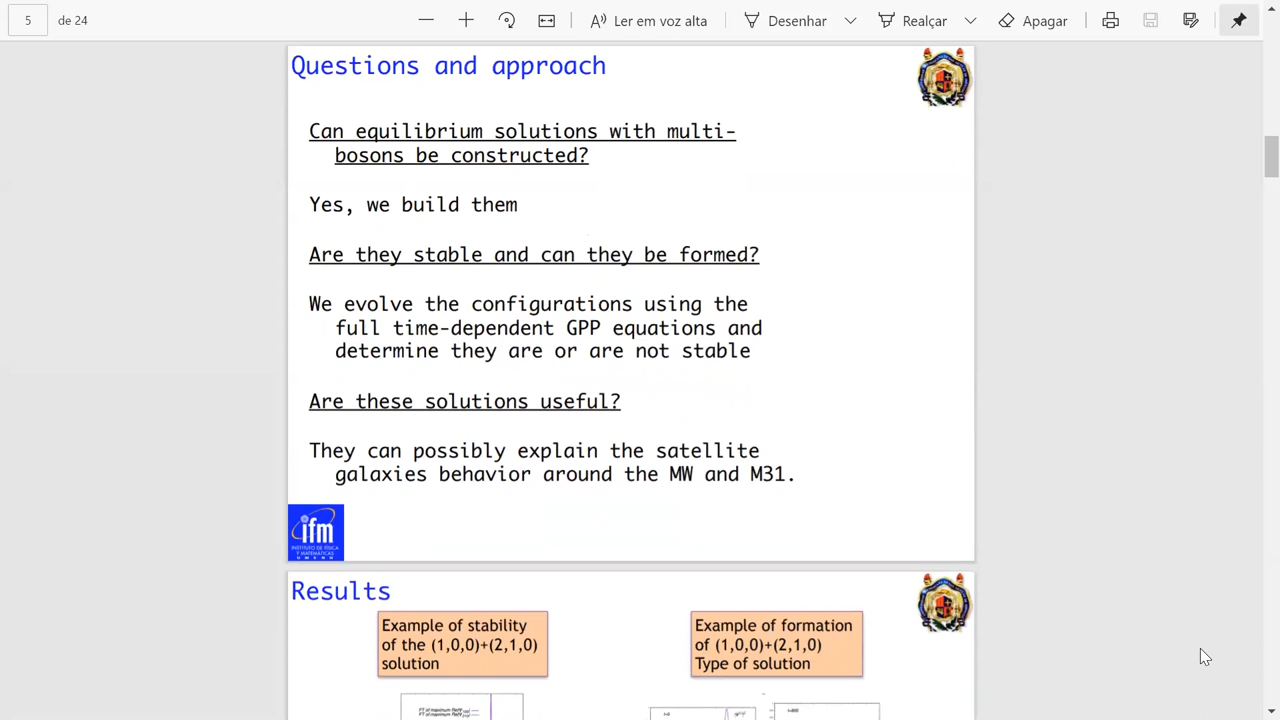 5 de 24 Ler em voz alta Desenhar Realçar Apagar
Questions and approach
Can equilibrium solutions with multi-
bosons be constructed?
Yes, we build them
Are they stable and can they be formed?
We evolve the configurations using the
full time-dependent GPP equations and
determine they are or are not stable
Are these solutions useful?
They can possibly explain the satellite
galaxies behavior around the MW and M31.
ifm
INSTITUTO DE FÍSICA
Y MATEMÁTICAS
U M S N H
Results
Example of stability
of the (1,0,0)+(2,1,0)
solution
Example of formation
of (1,0,0)+(2,1,0)
Type of solution